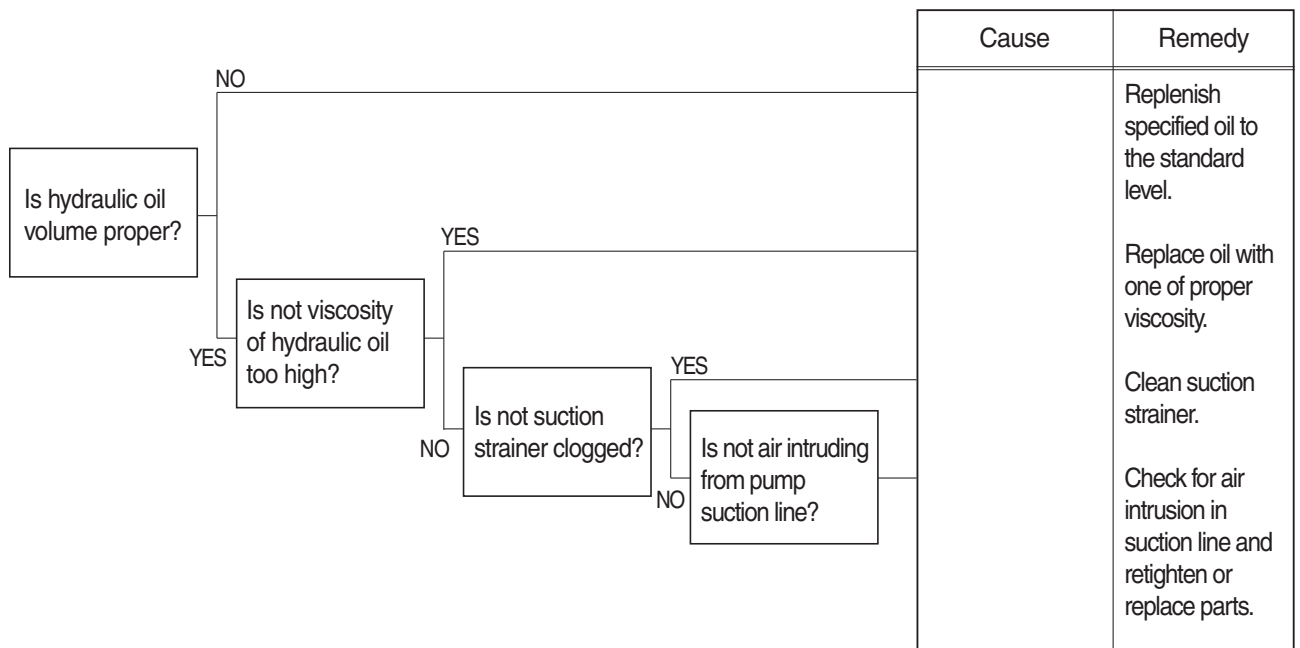 Cause
Remedy
NO
Replenish
specified oil to
the standard
level.
Is hydraulic oil
volume proper?
YES
Replace oil with
one of proper
viscosity.
YES
Is not viscosity
of hydraulic oil
too high?
YES
Clean suction
strainer.
NO
Is not suction
strainer clogged?
NO
Is not air intruding
from pump
suction line?
Check for air
intrusion in
suction line and
retighten or
replace parts.